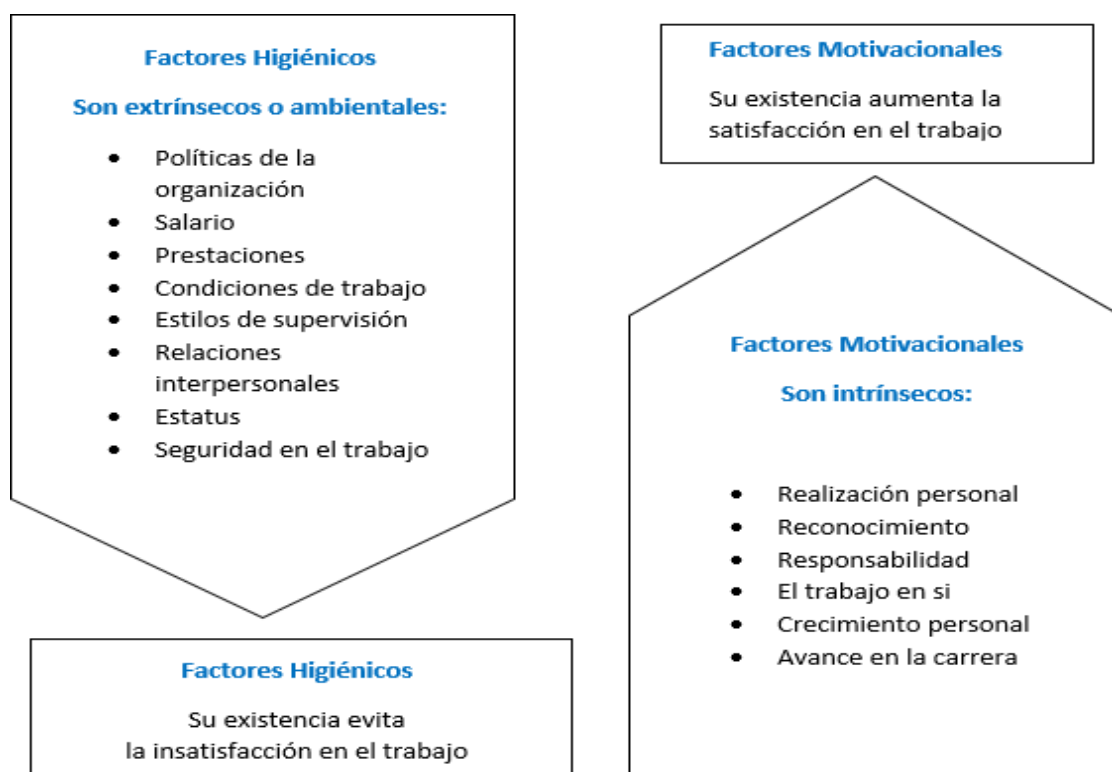 Factores Higiénicos
Son extrínsecos o ambientales:
• Políticas de la
organización
• Salario
• Prestaciones
• Condiciones de trabajo
• Estilos de supervisión
• Relaciones
interpersonales
• Estatus
• Seguridad en el trabajo
Factores Higiénicos
Su existencia evita
la insatisfacción en el trabajo
Factores Motivacionales
Su existencia aumenta la
satisfacción en el trabajo
Factores Motivacionales
Son intrínsecos:
• Realización personal
• Reconocimiento
• Responsabilidad
• El trabajo en si
• Crecimiento personal
• Avance en la carrera